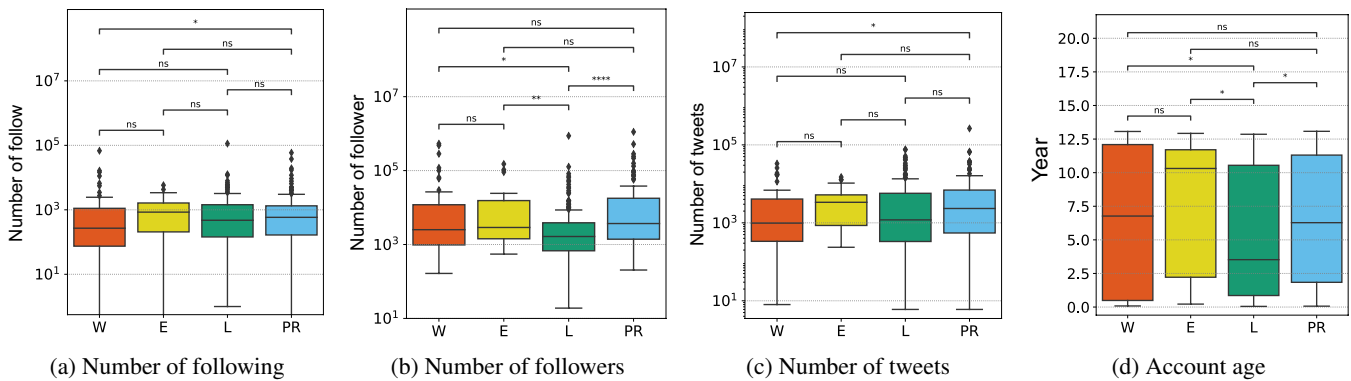 *
ns
ns
ns
ns
ns
10^7
10^5
10^3
10^1
Number of follow
W E L PR
(a) Number of following
ns
ns
*
****
**
ns
10^7
10^5
10^3
10^1
Number of follower
W E L PR
(b) Number of followers
*
ns
ns
ns
ns
ns
10^7
10^5
10^3
10^1
Number of tweets
W E L PR
(c) Number of tweets
ns
ns
*
*
*
ns
20.0
17.5
15.0
12.5
10.0
7.5
5.0
2.5
0.0
Year
W E L PR
(d) Account age